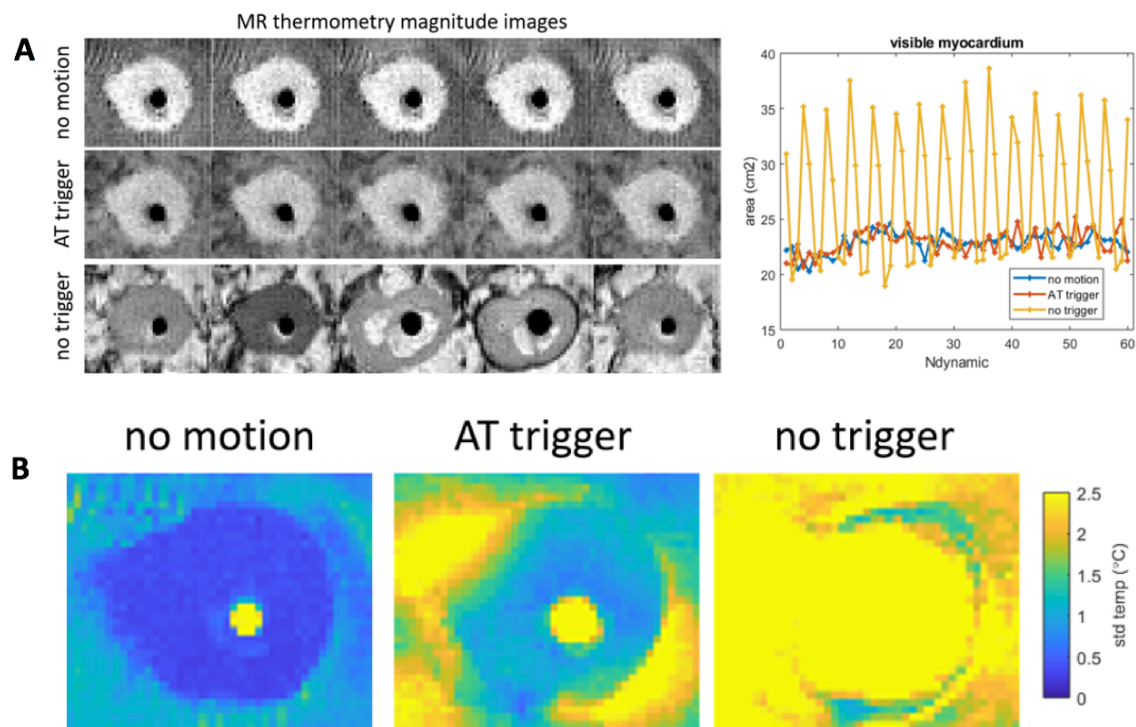 MR thermometry magnitude images
A
no motion
AT trigger
no trigger
visible myocardium
area (cm2)
40
35
30
25
20
15
0
10
20
30
40
50
60
Ndynamic
no motion
AT trigger
no trigger
B
no motion
AT trigger
no trigger
2.5
2
1.5
1
0.5
0
std temp (°C)